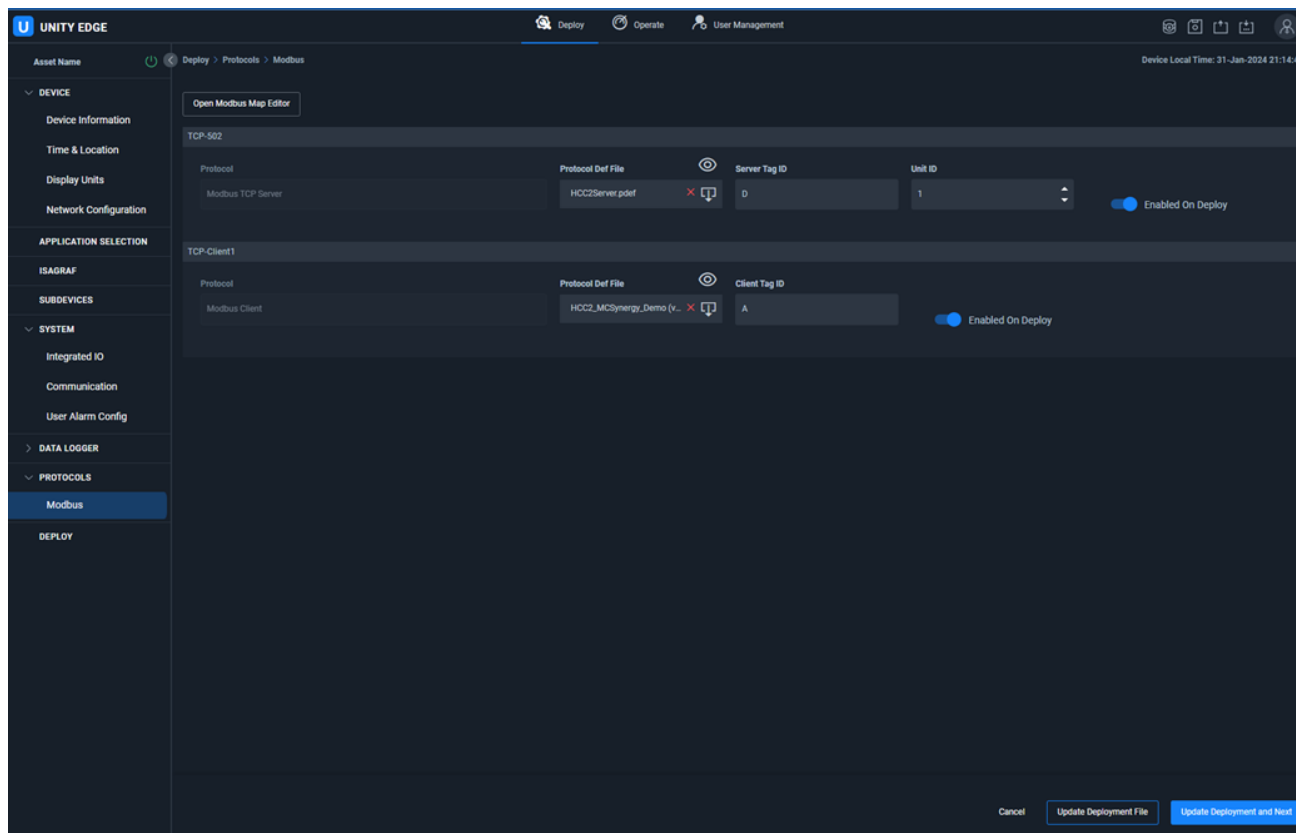 U UNITY EDGE
Deploy
Operate
User Management
Asset Name
Deploy > Protocols > Modbus
Device Local Time: 31-Jan-2024 21:14:4
DEVICE
Device Information
Time & Location
Display Units
Network Configuration
APPLICATION SELECTION
ISAGRAF
SUBDEVICES
SYSTEM
Integrated IO
Communication
User Alarm Config
DATA LOGGER
PROTOCOLS
Modbus
DEPLOY
Open Modbus Map Editor
TCP-502
Protocol
Protocol Def File
Server Tag ID
Unit ID
Modbus TCP Server
HCC2Server.pdef
D
1
Enabled On Deploy
TCP-Client1
Protocol
Protocol Def File
Client Tag ID
Modbus Client
HCC2_MCSynergy_Demo (v...
A
Enabled On Deploy
Cancel
Update Deployment File
Update Deployment and Next